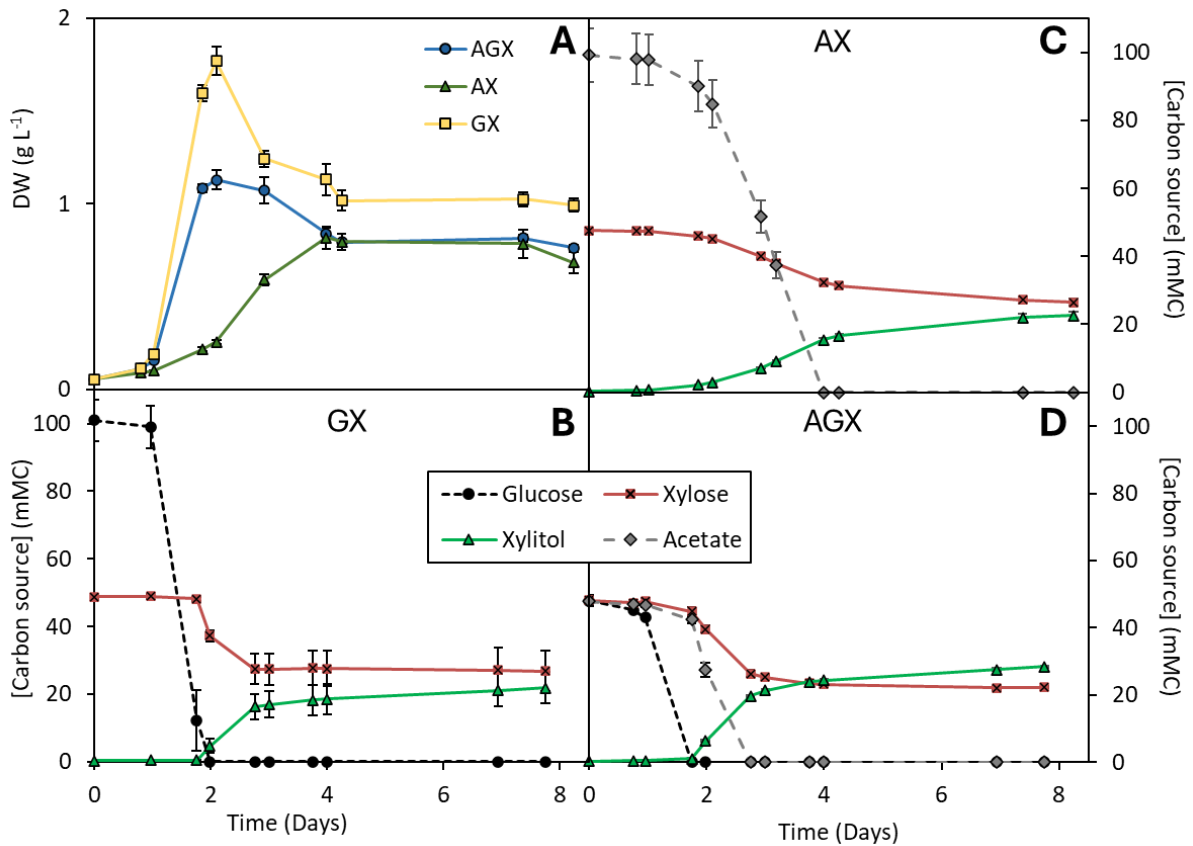 2
1
0
DW (g L-1)
A
AGX
AX
GX
AX
C
100
80
60
40
20
0
[Carbon source] (mMC)
GX
B
100
80
60
40
20
0
[Carbon source] (mMC)
0 2 4 6 8
Time (Days)
Glucose Xylose
Xylitol Acetate
AGX
D
100
80
60
40
20
0
[Carbon source] (mMC)
0 2 4 6 8
Time (Days)